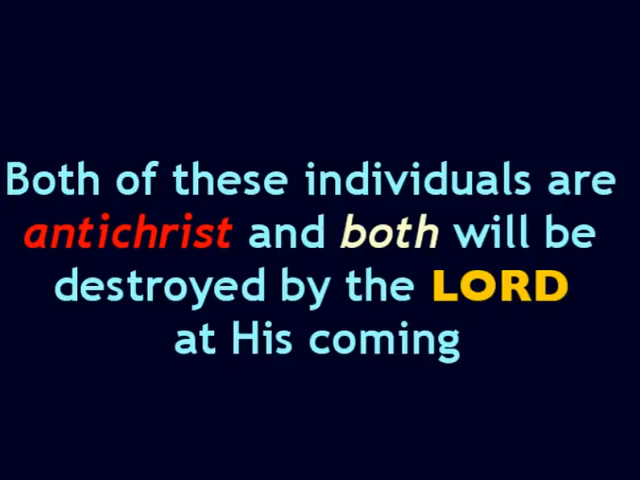 Both of these individuals are
antichrist and both will be
destroyed by the LORD
at His coming